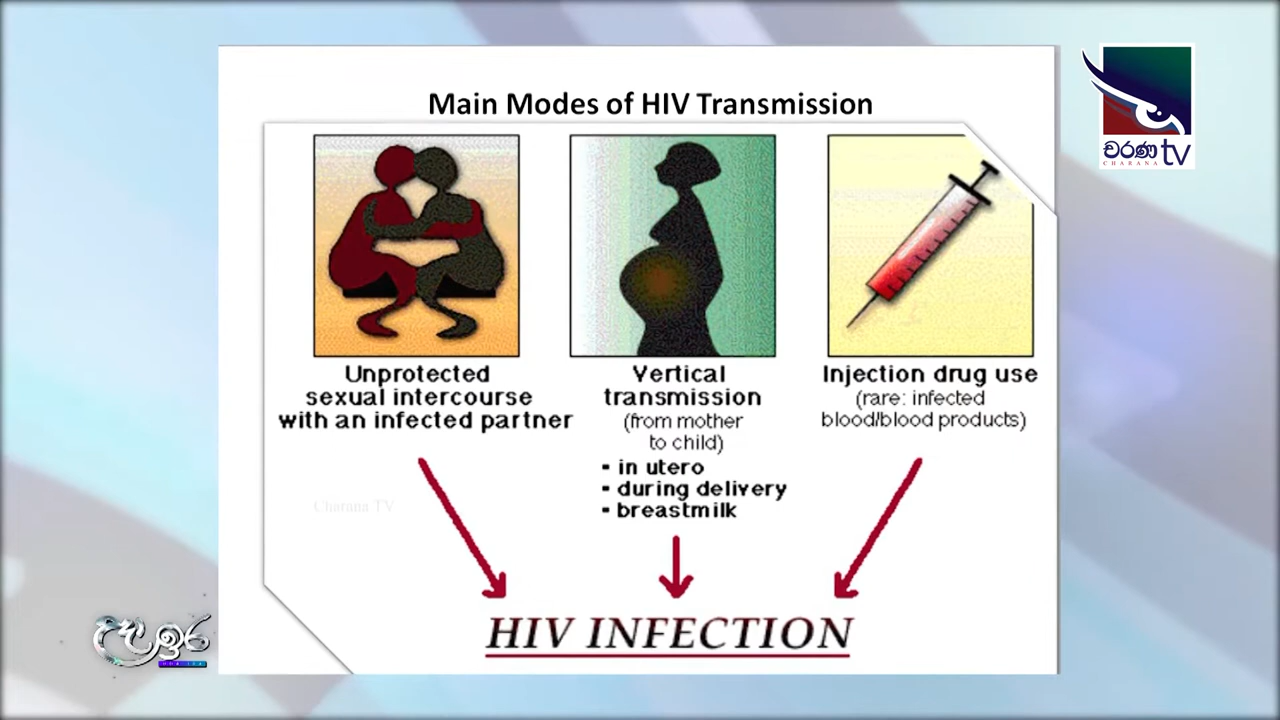 Main Modes of HIV Transmission
චරණ tv
CHARANA
Unprotected
sexual intercourse
with an infected partner
Vertical
transmission
(from mother
to child)
- in utero
- during delivery
- breastmilk
Injection drug use
(rare: infected
blood/blood products)
Charana TV
HIV INFECTION